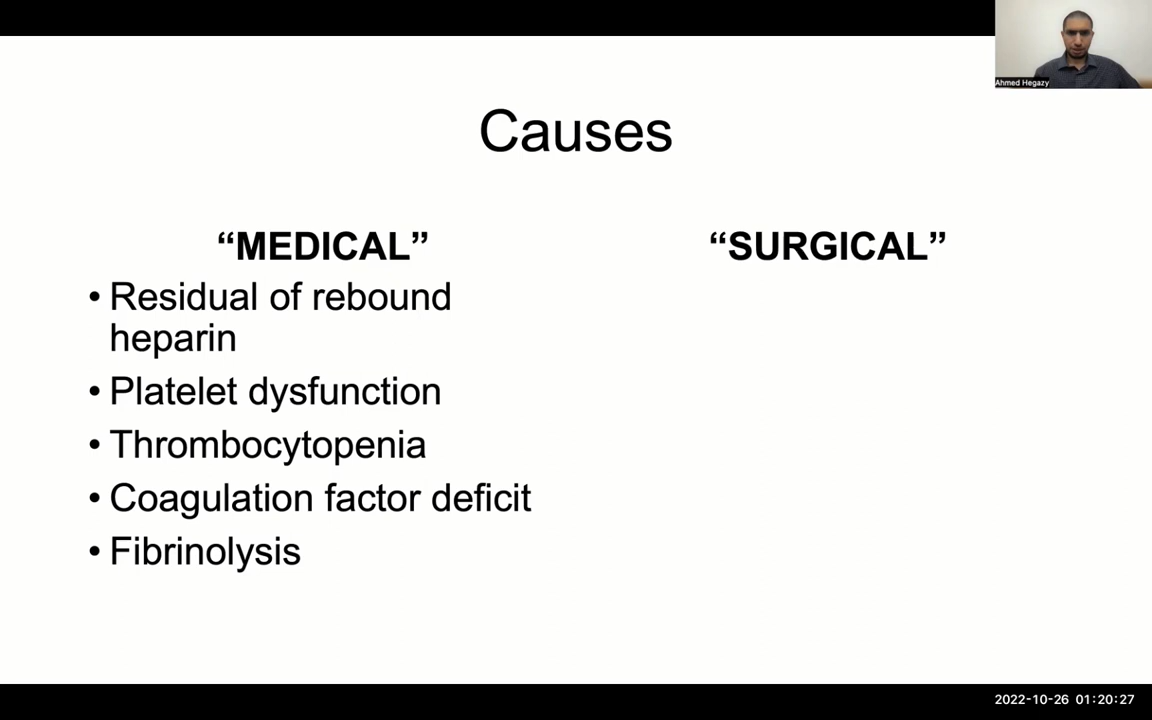 Ahmed Hegazy
Causes
“MEDICAL”
• Residual of rebound
heparin
• Platelet dysfunction
• Thrombocytopenia
• Coagulation factor deficit
• Fibrinolysis
“SURGICAL”
2022-10-26 01:20:27